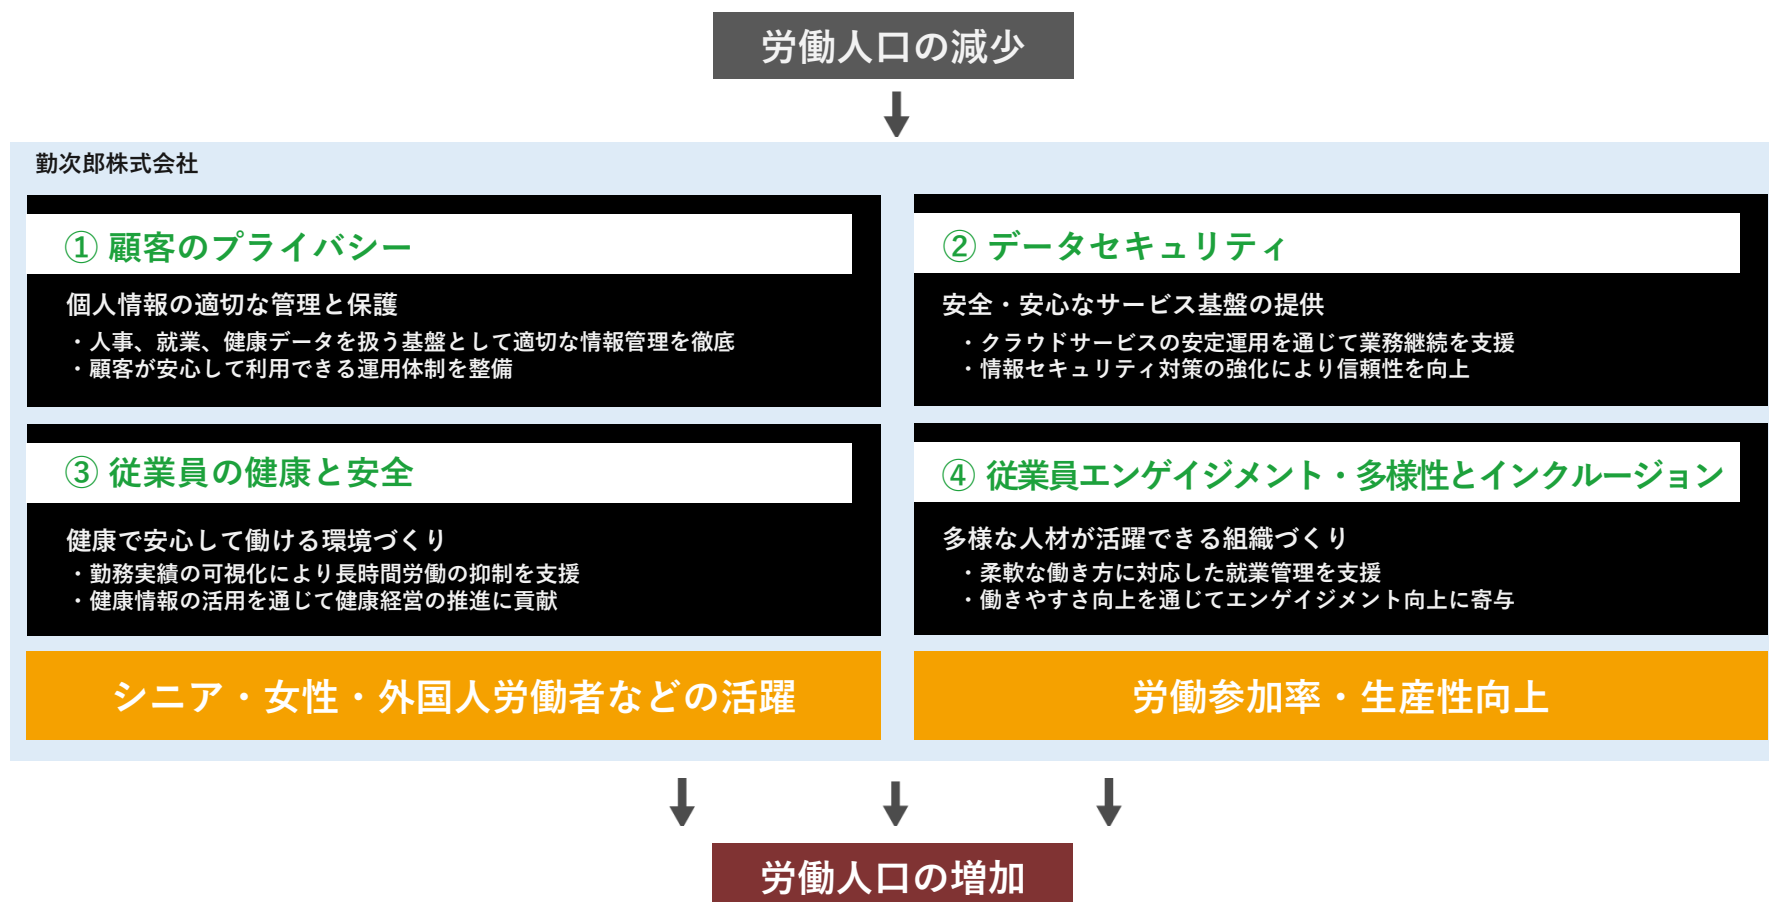 労働人口の減少
勤次郎株式会社
① 顧客のプライバシー
個人情報の適切な管理と保護
・人事、就業、健康データを扱う基盤として適切な情報管理を徹底
・顧客が安心して利用できる運用体制を整備
② データセキュリティ
安全・安心なサービス基盤の提供
・クラウドサービスの安定運用を通じて業務継続を支援
・情報セキュリティ対策の強化により信頼性を向上
③ 従業員の健康と安全
健康で安心して働ける環境づくり
・勤務実績の可視化により長時間労働の抑制を支援
・健康情報の活用を通じて健康経営の推進に貢献
④ 従業員エンゲイジメント・多様性とインクルージョン
多様な人材が活躍できる組織づくり
・柔軟な働き方に対応した就業管理を支援
・働きやすさ向上を通じてエンゲイジメント向上に寄与
シニア・女性・外国人労働者などの活躍
労働参加率・生産性向上
労働人口の増加